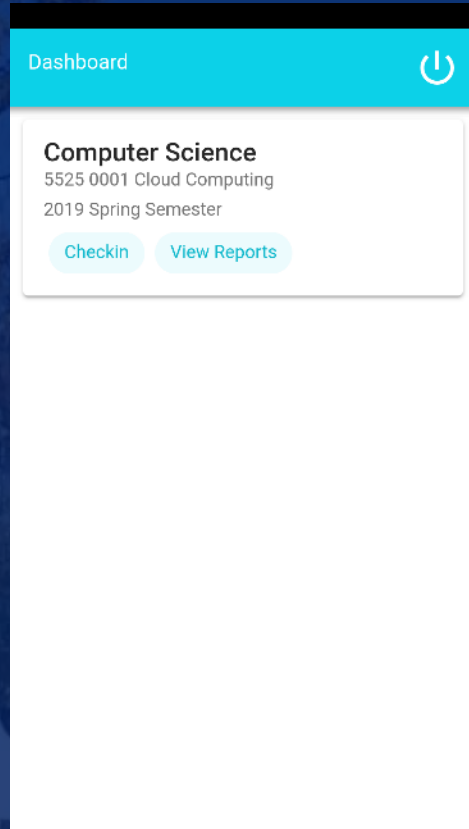 Dashboard
Computer Science
5525 0001 Cloud Computing
2019 Spring Semester
Checkin View Reports